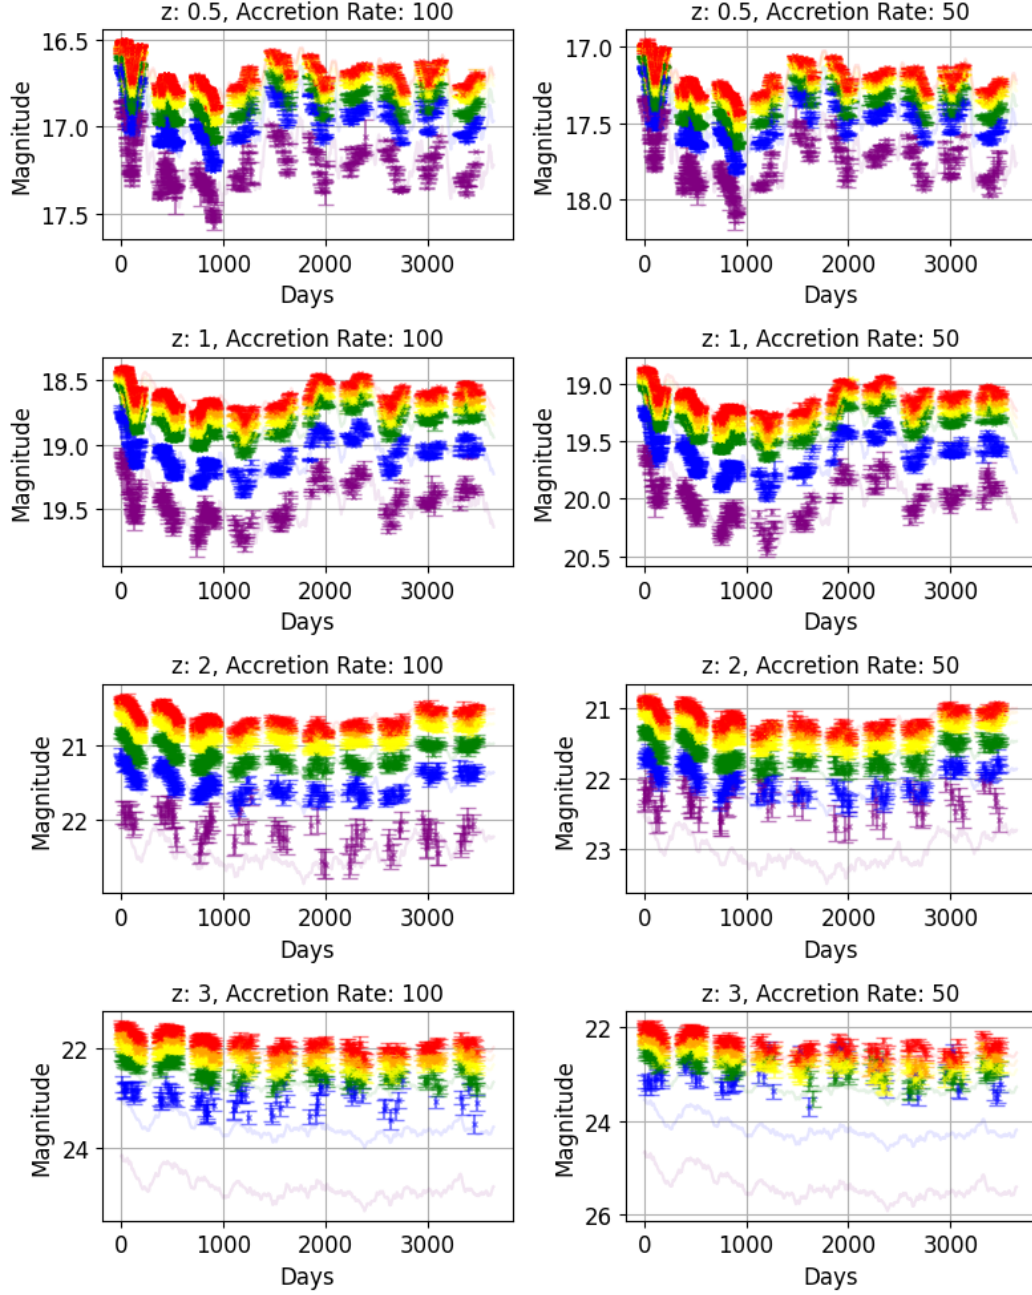 z: 0.5, Accretion Rate: 100
z: 0.5, Accretion Rate: 50
16.5
17.0
17.5
Magnitude
0 1000 2000 3000
Days
17.0
17.5
18.0
Magnitude
0 1000 2000 3000
Days
z: 1, Accretion Rate: 100
z: 1, Accretion Rate: 50
18.5
19.0
19.5
Magnitude
0 1000 2000 3000
Days
19.0
19.5
20.0
20.5
Magnitude
0 1000 2000 3000
Days
z: 2, Accretion Rate: 100
z: 2, Accretion Rate: 50
21
22
Magnitude
0 1000 2000 3000
Days
21
22
23
Magnitude
0 1000 2000 3000
Days
z: 3, Accretion Rate: 100
z: 3, Accretion Rate: 50
22
24
Magnitude
0 1000 2000 3000
Days
22
24
26
Magnitude
0 1000 2000 3000
Days